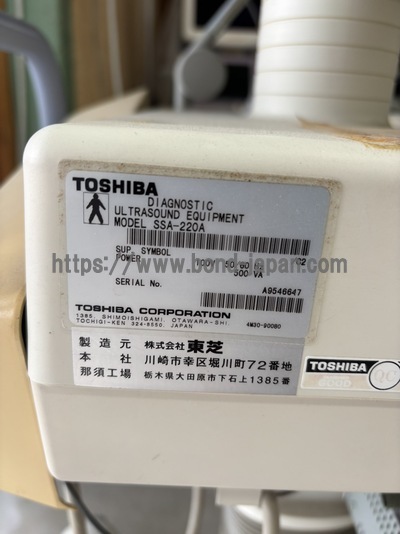 TOSHIBA
DIAGNOSTIC
ULTRASOUND EQUIPMENT
MODEL SSA-220A
SUP. SYMBOL C2
POWER 100V 50/60 Hz
500 VA
https://www.bond-japan.com
SERIAL No. A9546647
TOSHIBA CORPORATION
1385, SHIMOISHIGAMI, OTAWARA-SHI,
TOCHIGI-KEN 324-8550, JAPAN 4M30-90080
製造元 株式会社 東芝
本社 川崎市幸区堀川町72番地
那須工場 栃木県大田原市下石上1385番
TOSHIBA